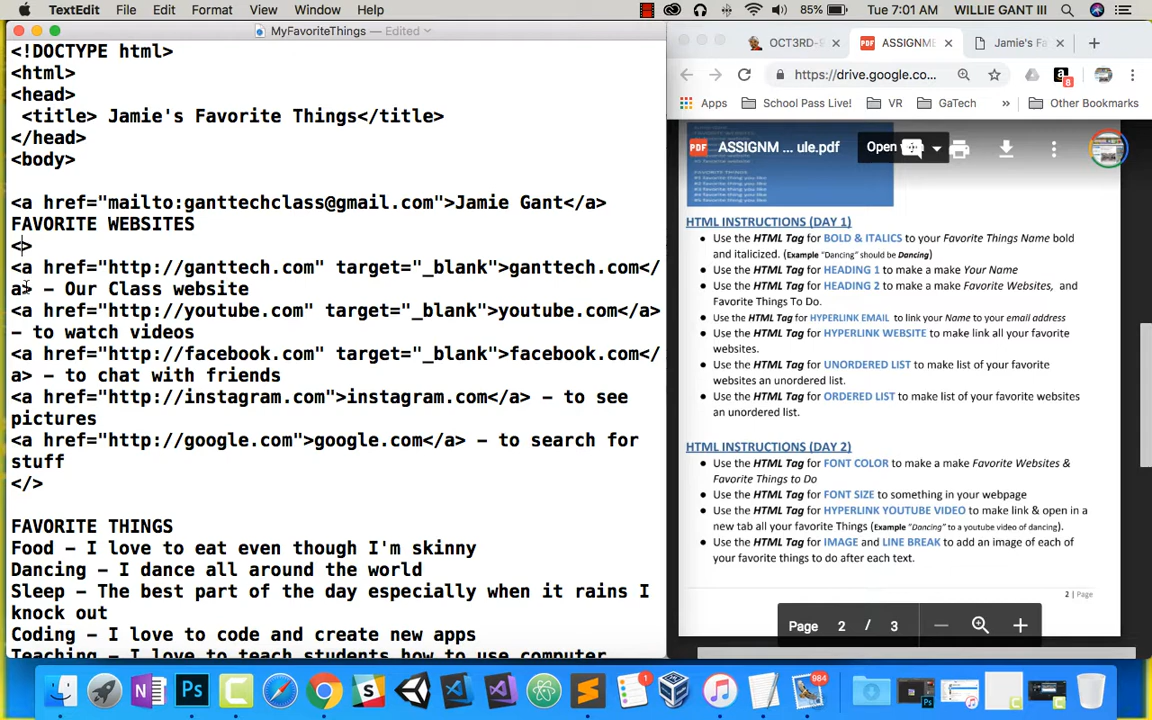 TextEdit File Edit Format View Window Help 85% Tue 7:01 AM WILLIE GANT III
MyFavoriteThings — Edited
<!DOCTYPE html>
<html>
<head>
<title> Jamie's Favorite Things</title>
</head>
<body>
<a href="mailto:ganttechclass@gmail.com">Jamie Gant</a>
FAVORITE WEBSITES
<>
<a href="http://ganttech.com" target="_blank">ganttech.com</
a> – Our Class website
<a href="http://youtube.com" target="_blank">youtube.com</a>
– to watch videos
<a href="http://facebook.com" target="_blank">facebook.com</
a> – to chat with friends
<a href="http://instagram.com">instagram.com</a> – to see
pictures
<a href="http://google.com">google.com</a> – to search for
stuff
</>
FAVORITE THINGS
Food – I love to eat even though I'm skinny
Dancing – I dance all around the world
Sleep – The best part of the day especially when it rains I
knock out
Coding – I love to code and create new apps
Teaching – I love to teach students how to use computer
OCT3RD-9 ASSIGNME Jamie's Fa
https://drive.google.co...
Apps School Pass Live! VR GaTech » Other Bookmarks
PDF ASSIGNM ... ule.pdf Open
HTML INSTRUCTIONS (DAY 1)
● Use the HTML Tag for BOLD & ITALICS to your Favorite Things Name bold
and italicized. (Example "Dancing" should be Dancing)
● Use the HTML Tag for HEADING 1 to make a make Your Name
● Use the HTML Tag for HEADING 2 to make a make Favorite Websites, and
Favorite Things To Do.
● Use the HTML Tag for HYPERLINK EMAIL to link your Name to your email address
● Use the HTML Tag for HYPERLINK WEBSITE to make link all your favorite
websites.
● Use the HTML Tag for UNORDERED LIST to make list of your favorite
websites an unordered list.
● Use the HTML Tag for ORDERED LIST to make list of your favorite websites
an unordered list.
HTML INSTRUCTIONS (DAY 2)
● Use the HTML Tag for FONT COLOR to make a make Favorite Websites &
Favorite Things to Do
● Use the HTML Tag for FONT SIZE to something in your webpage
● Use the HTML Tag for HYPERLINK YOUTUBE VIDEO to make link & open in a
new tab all your favorite Things (Example "Dancing" to a youtube video of dancing).
● Use the HTML Tag for IMAGE and LINE BREAK to add an image of each of
your favorite things to do after each text.
2 | Page
Page 2 / 3